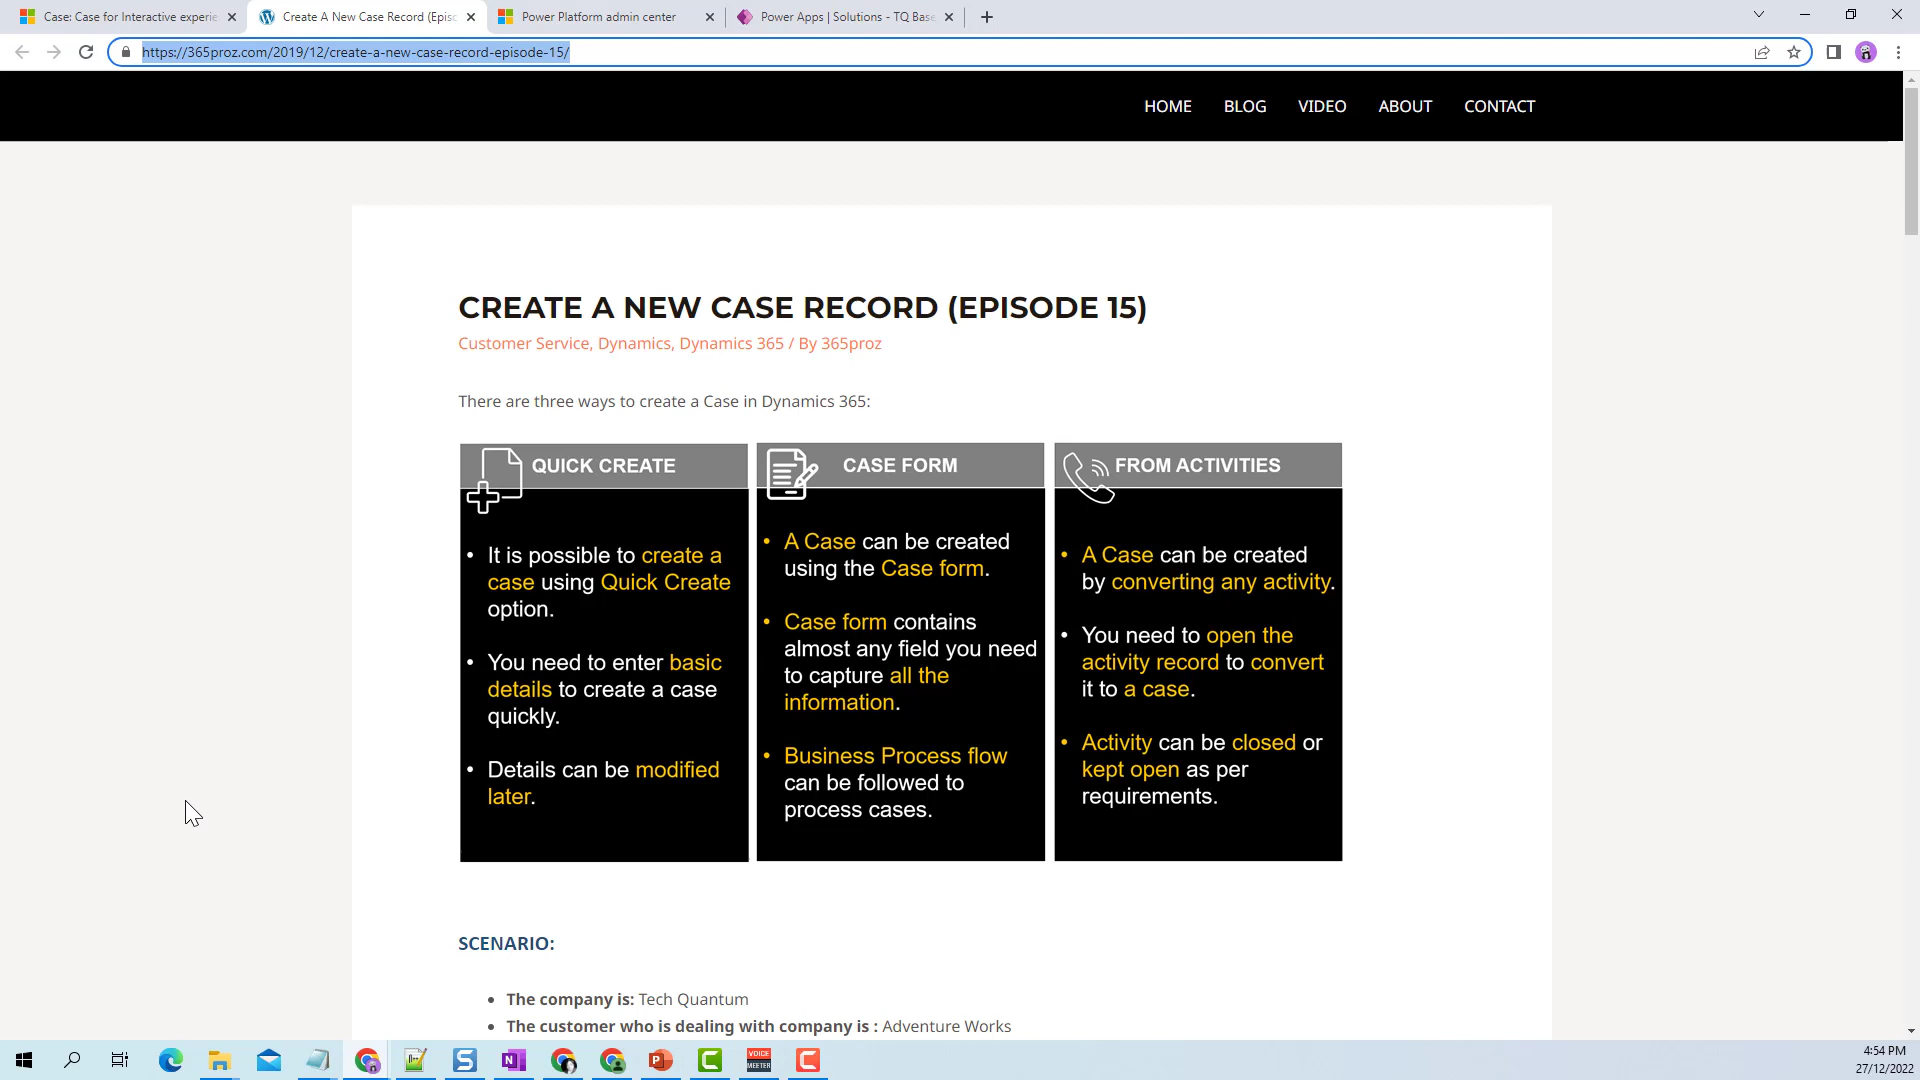 Case: Case for Interactive experie
Create A New Case Record (Episo
Power Platform admin center
Power Apps | Solutions - TQ Base
https://365proz.com/2019/12/create-a-new-case-record-episode-15/
HOME BLOG VIDEO ABOUT CONTACT
CREATE A NEW CASE RECORD (EPISODE 15)
Customer Service, Dynamics, Dynamics 365 / By 365proz
There are three ways to create a Case in Dynamics 365:
QUICK CREATE
• It is possible to create a
case using Quick Create
option.
• You need to enter basic
details to create a case
quickly.
• Details can be modified
later.
CASE FORM
• A Case can be created
using the Case form.
• Case form contains
almost any field you need
to capture all the
information.
• Business Process flow
can be followed to
process cases.
FROM ACTIVITIES
• A Case can be created
by converting any activity.
• You need to open the
activity record to convert
it to a case.
• Activity can be closed or
kept open as per
requirements.
SCENARIO:
• The company is: Tech Quantum
• The customer who is dealing with company is : Adventure Works
VOICE
MEETER
4:54 PM
27/12/2022